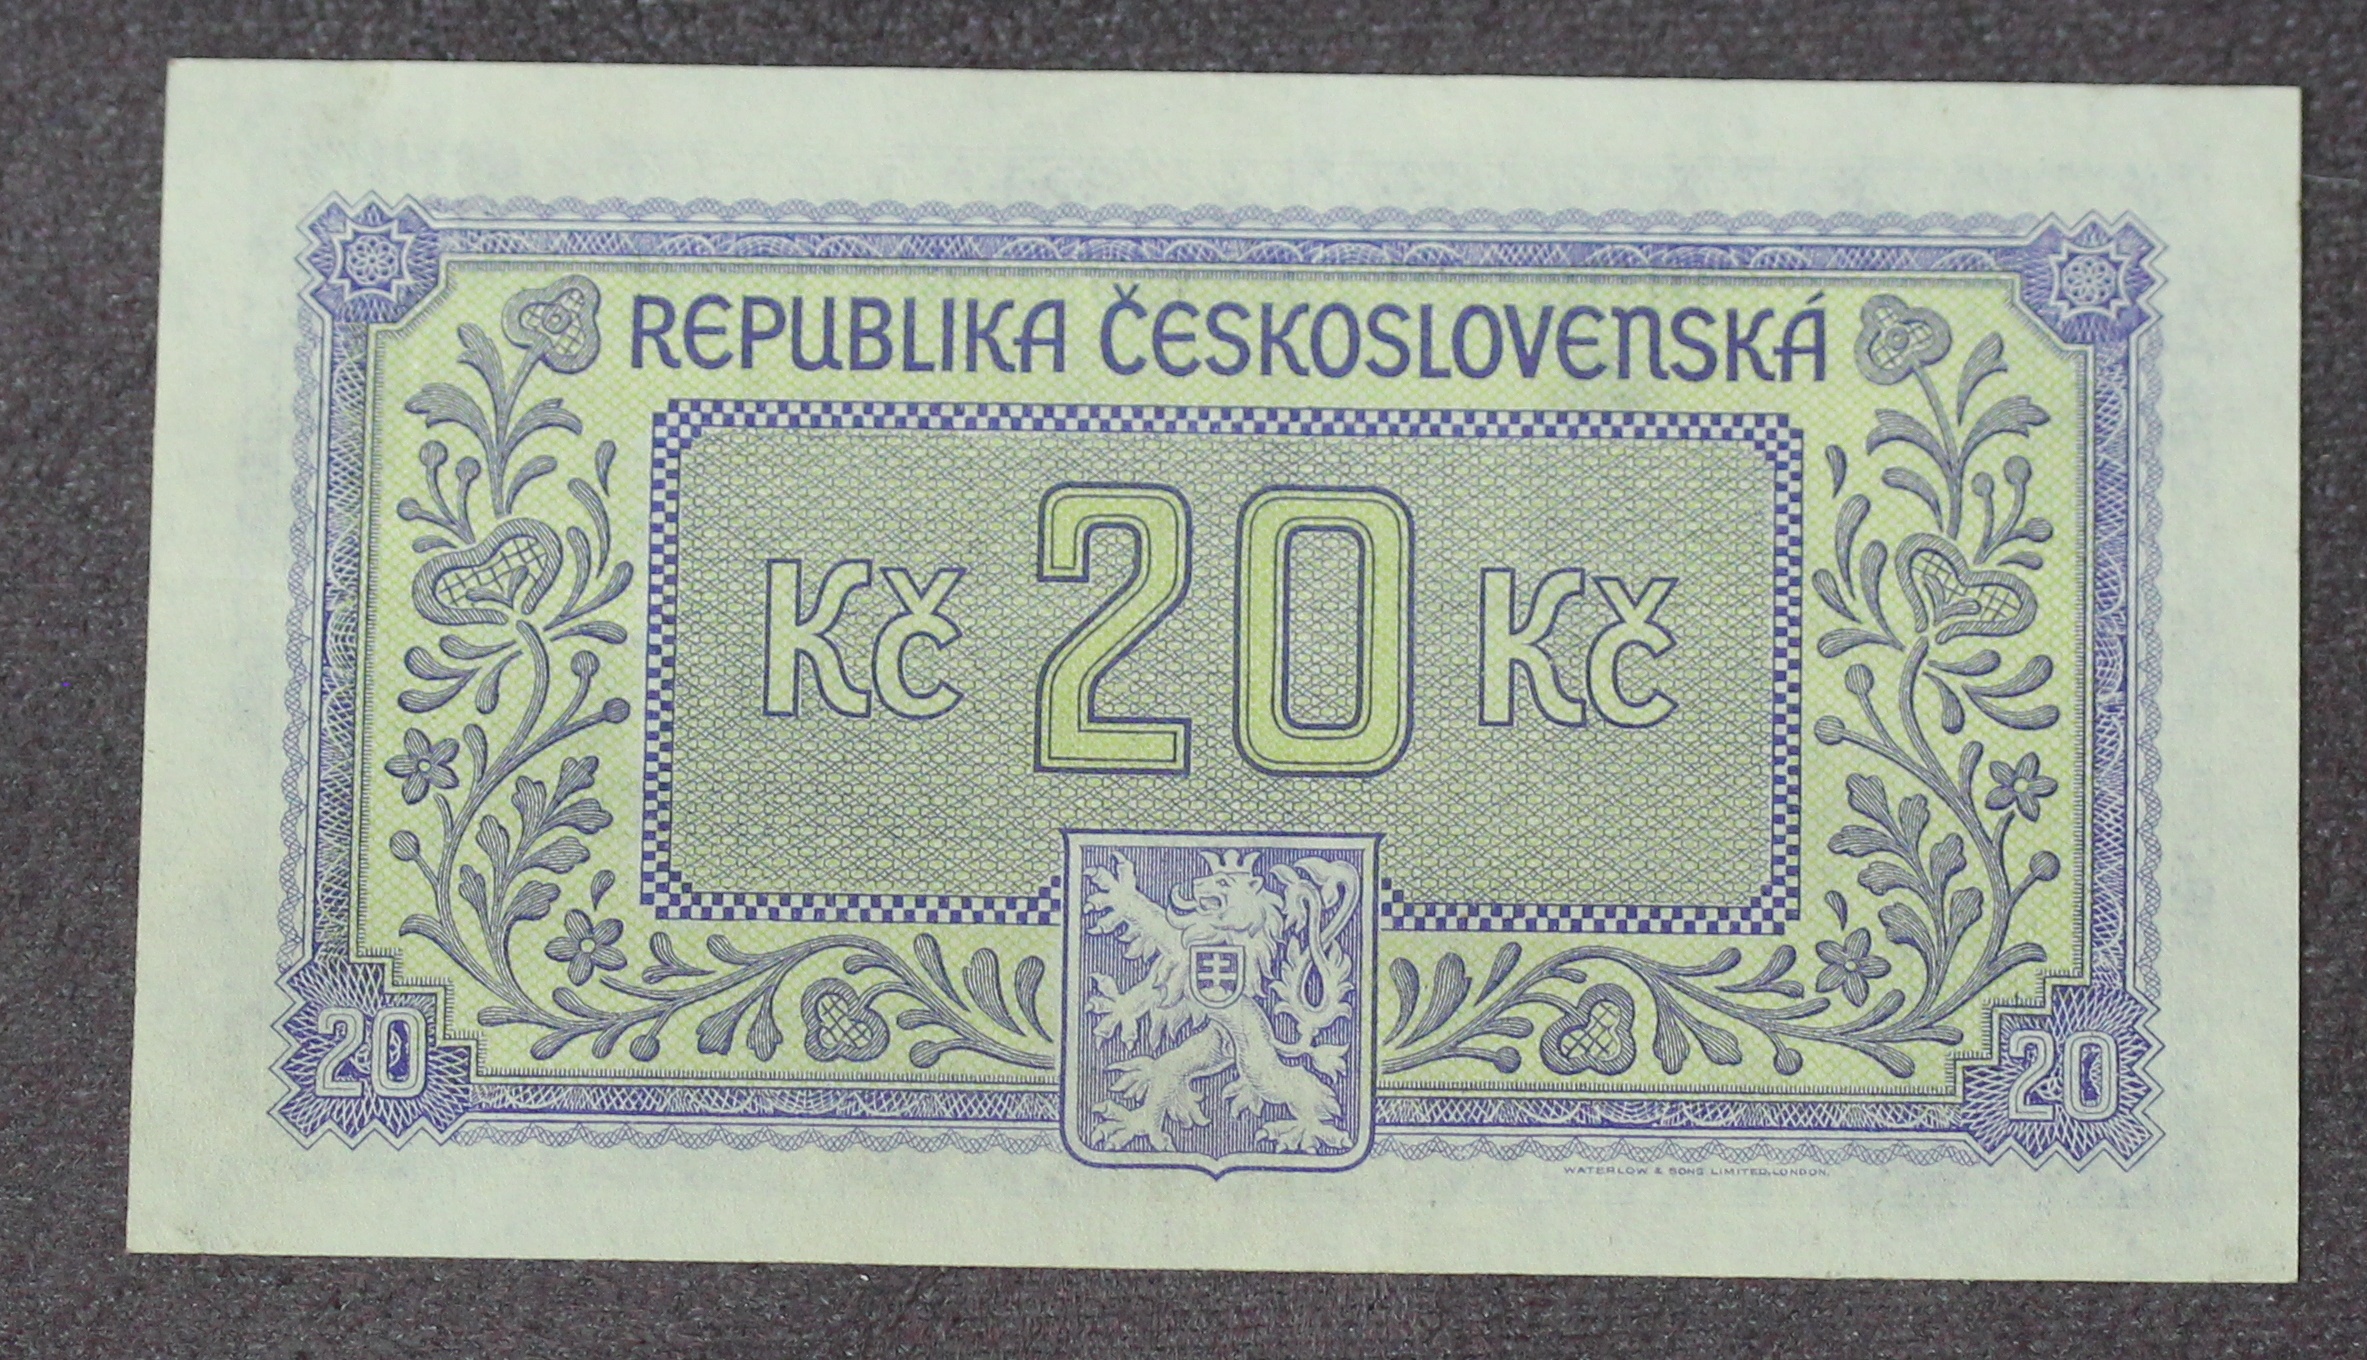 REPUBLIKA ČESKOSLOVENSKÁ
Kč 20 Kč
20 20
WATERLOW & SONS LIMITED, LONDON.